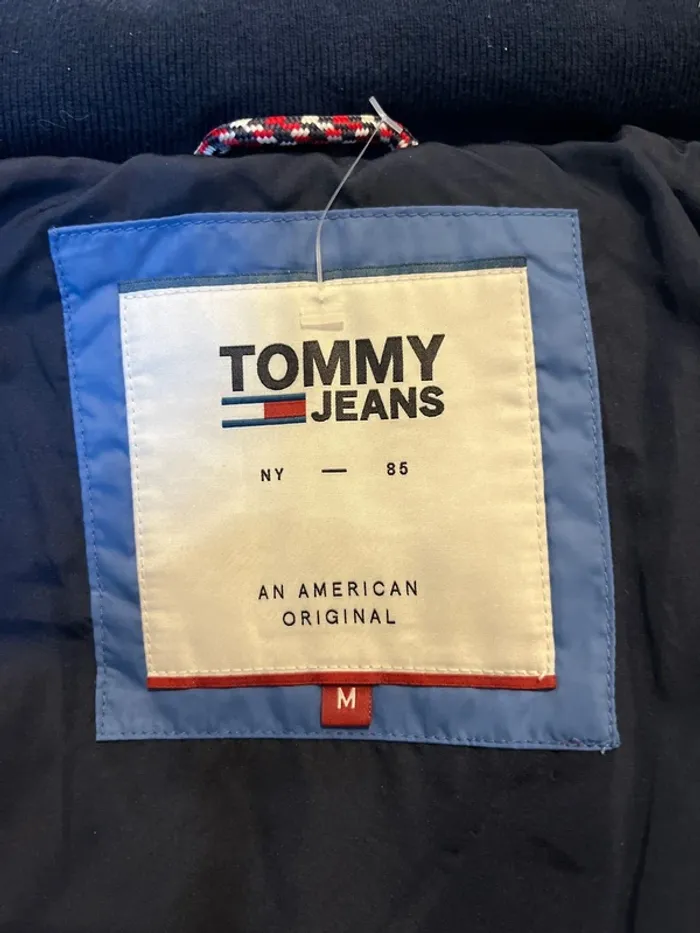 TOMMY
JEANS
NY — 85
AN AMERICAN
ORIGINAL
M